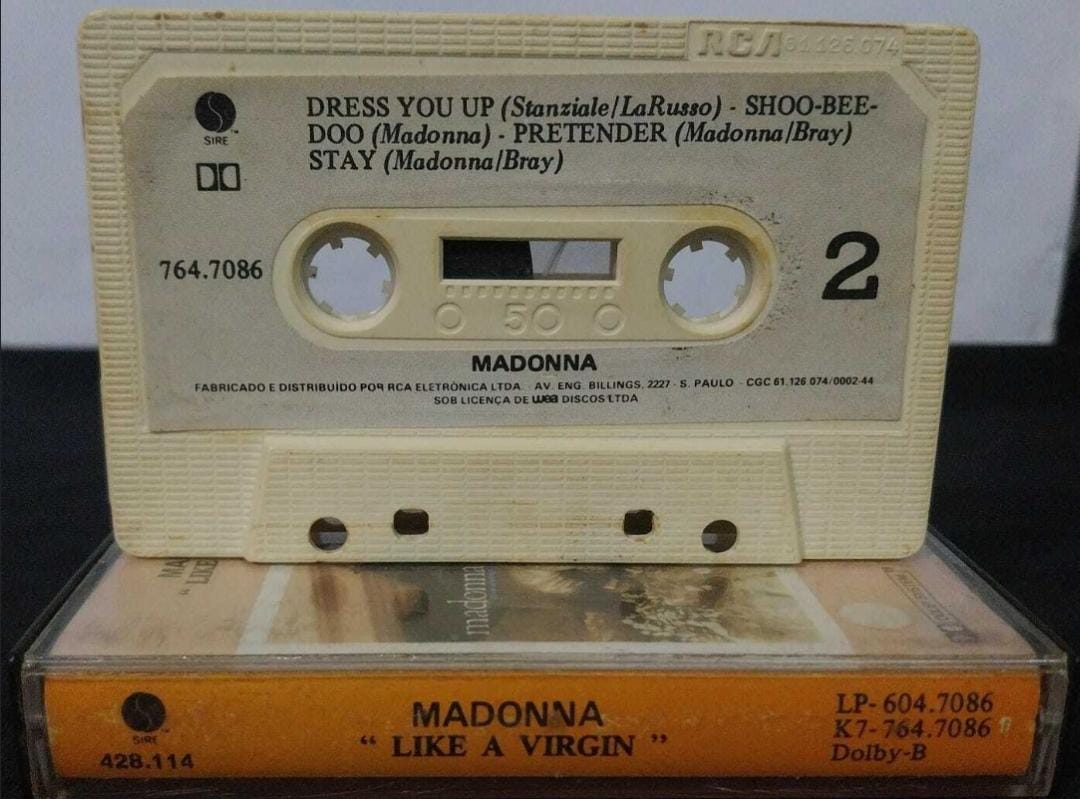 RCA 61.126.074
SIRE™
DRESS YOU UP (Stanziale/LaRusso) - SHOO-BEE-
DOO (Madonna) - PRETENDER (Madonna/Bray)
STAY (Madonna/Bray)
764.7086
2
50
MADONNA
FABRICADO E DISTRIBUÍDO POR RCA ELETRÔNICA LTDA. AV. ENG. BILLINGS, 2227 - S. PAULO - CGC 61.126.074/0002-44
SOB LICENÇA DE wea DISCOS LTDA
MA
" LIKE
madonna
SIRE
428.114
MADONNA
" LIKE A VIRGIN "
LP- 604.7086
K7- 764.7086
Dolby-B